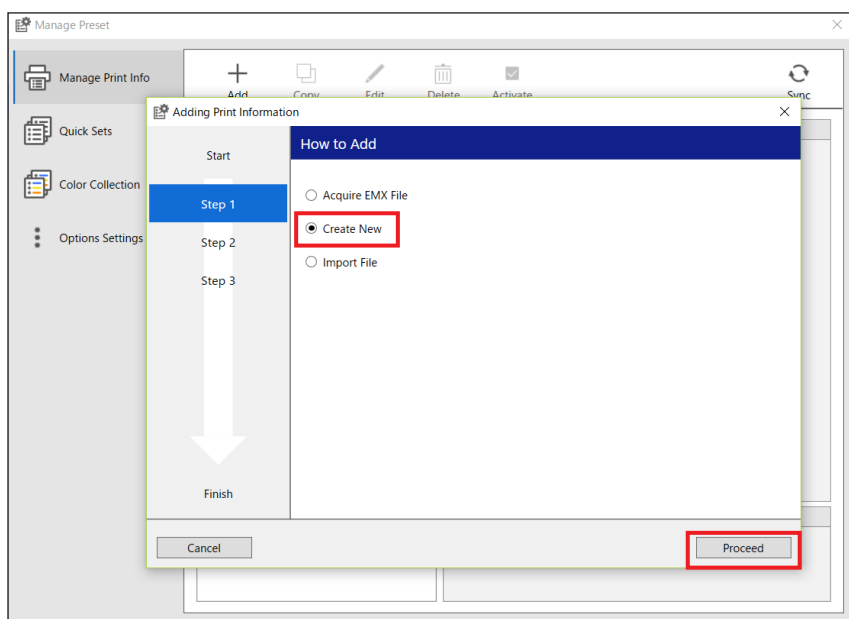 Manage Preset
Manage Print Info
Add Copy Edit Delete Activate Sync
Quick Sets
Color Collection
Options Settings
Adding Print Information
Start
Step 1
Step 2
Step 3
Finish
How to Add
Acquire EMX File
Create New
Import File
Cancel
Proceed